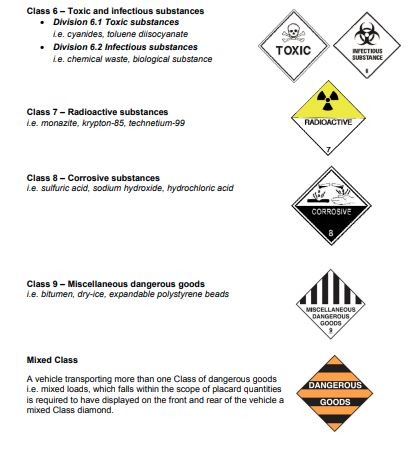 Class 6 – Toxic and infectious substances
• Division 6.1 Toxic substances
i.e. cyanides, toluene diisocyanate
• Division 6.2 Infectious substances
i.e. chemical waste, biological substance
TOXIC
INFECTIOUS
SUBSTANCE
6
Class 7 – Radioactive substances
i.e. monazite, krypton-85, technetium-99
RADIOACTIVE
7
Class 8 – Corrosive substances
i.e. sulfuric acid, sodium hydroxide, hydrochloric acid
CORROSIVE
8
Class 9 – Miscellaneous dangerous goods
i.e. bitumen, dry-ice, expandable polystyrene beads
MISCELLANEOUS
DANGEROUS
GOODS
9
Mixed Class
A vehicle transporting more than one Class of dangerous goods
i.e. mixed loads, which falls within the scope of placard quantities
is required to have displayed on the front and rear of the vehicle a
mixed Class diamond.
DANGEROUS
GOODS